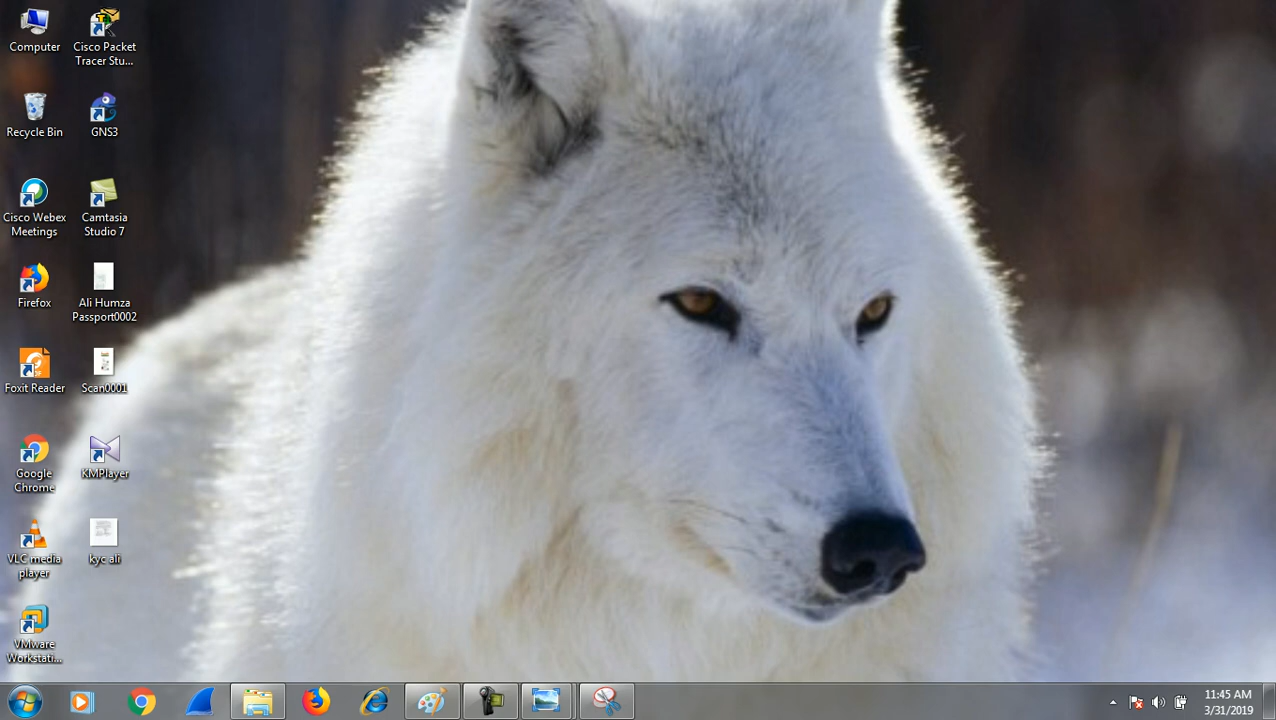 Computer
Cisco Packet
Tracer Stu...
Recycle Bin
GNS3
Cisco Webex
Meetings
Camtasia
Studio 7
Firefox
Ali Humza
Passport0002
Foxit Reader
Scan0001
Google
Chrome
KMPlayer
VLC media
player
kyc ali
VMware
Workstati...
11:45 AM
3/31/2019